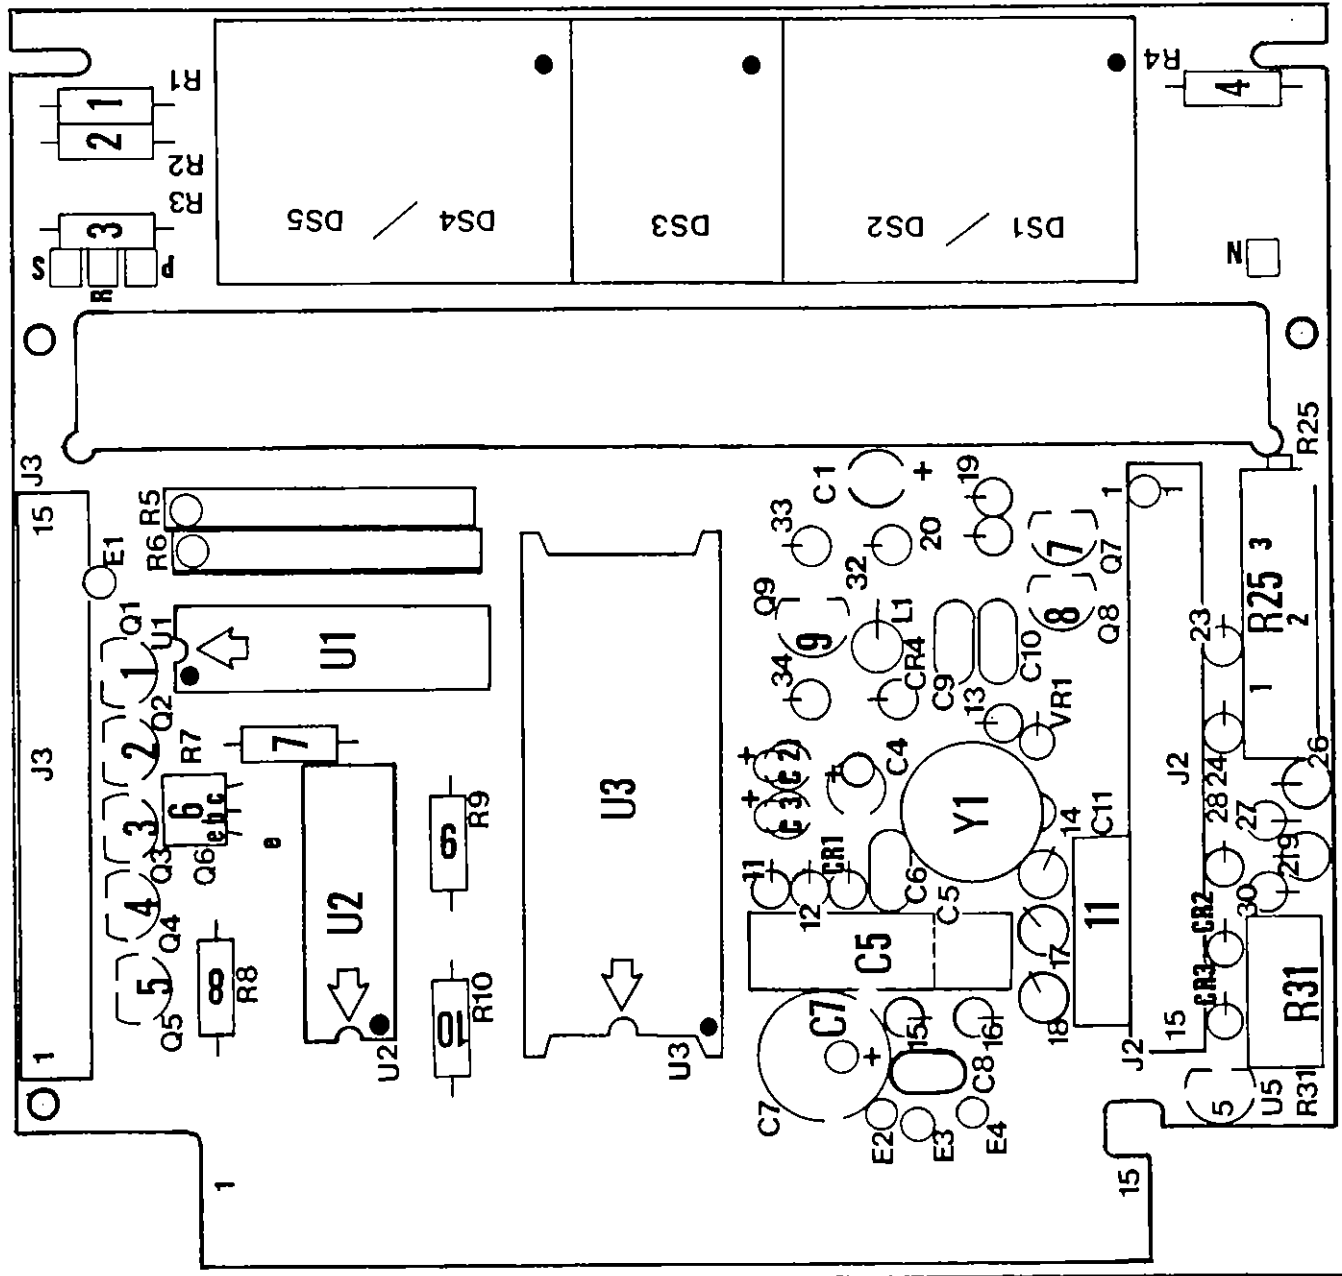 R1
1
2
R2
R3
3
S
R
P
DS5
DS4
DS3
DS2
DS1
R4
4
N
J3
15
J3
1
E1
R5
R6
Q1
U1
U1
1
Q2
2
R7
7
3
Q3
6
e b c
Q6
e
4
Q4
5
Q5
8
R8
U2
U2
9
R9
10
R10
U3
U3
33
C1
+
19
20
32
Q9
9
L1
34
CR4
C9
C10
7
Q7
8
Q8
13
VR1
+
C2
+
C3
+
C4
Y1
11
12
CR1
C6
C5
C5
14
C11
11
17
18
C7
C7
+
15
16
C8
E2
E3
E4
1
1
J2
15
J2
R25
R25
1
2
3
23
24
26
28
27
29
30
CR2
CR3
R31
R31
5
U5
1
15